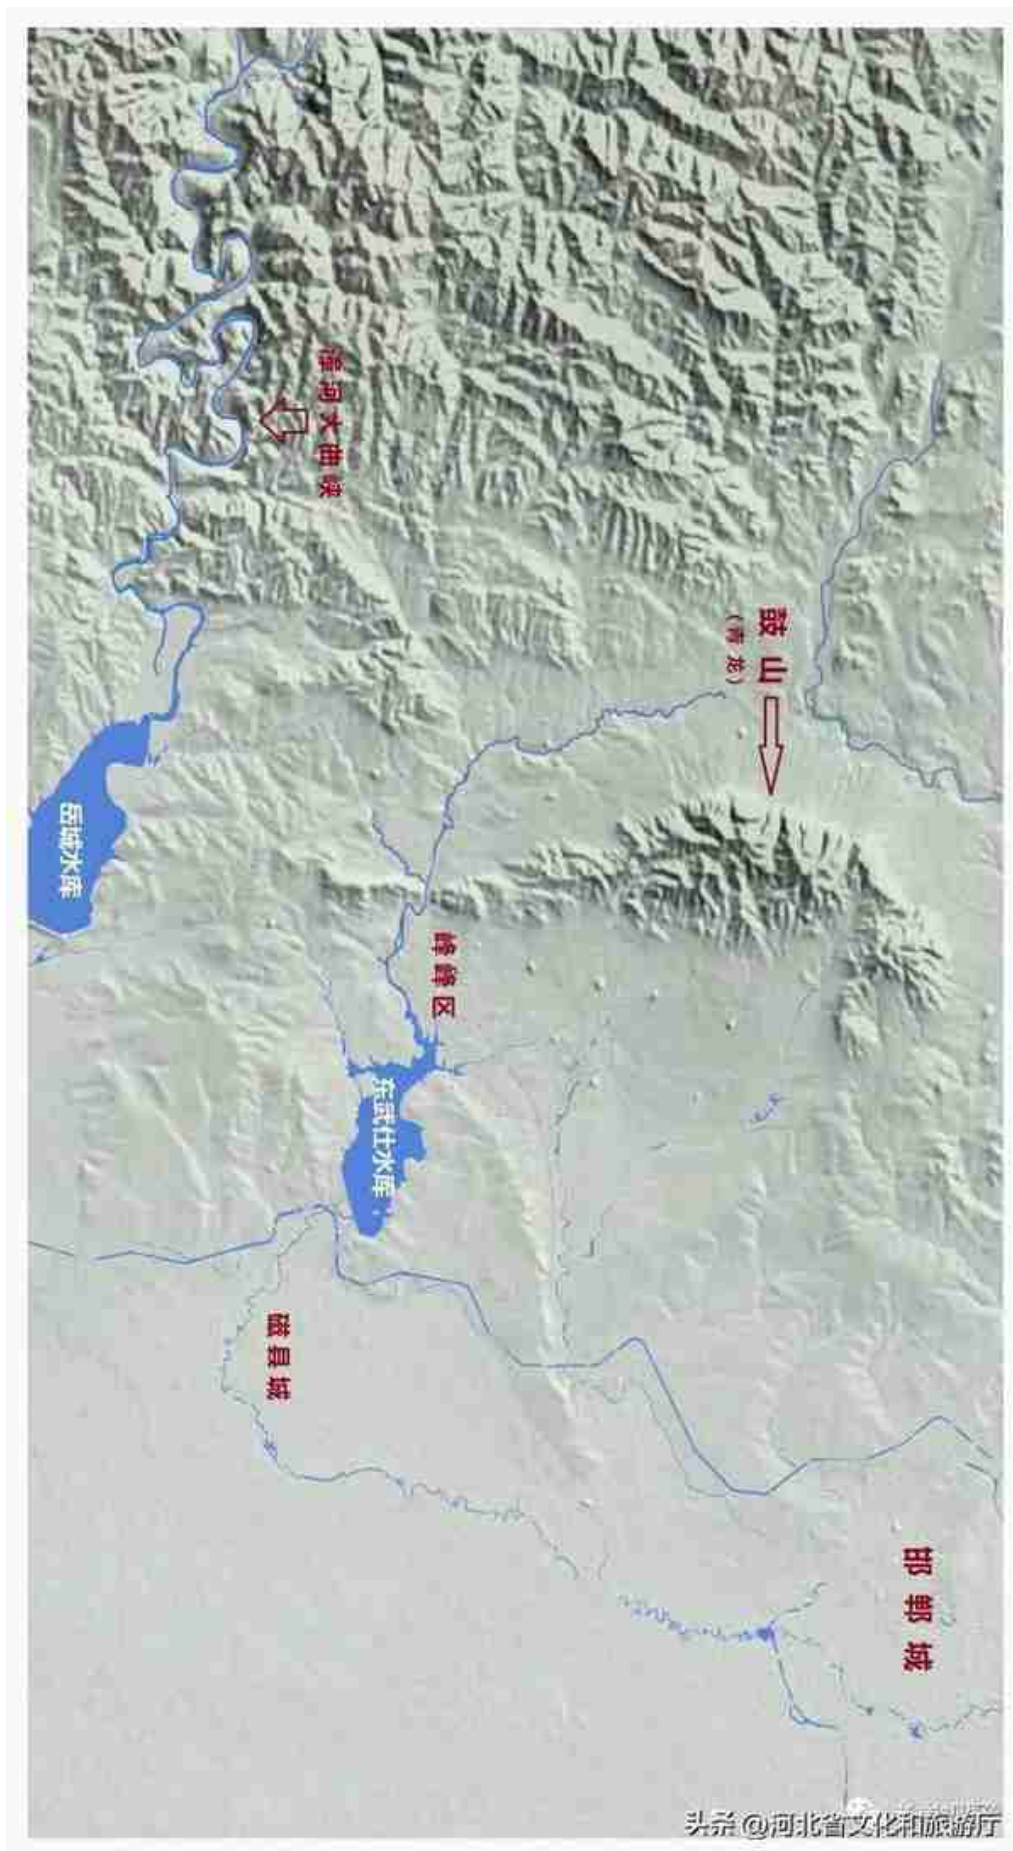 漳河大曲峡
鼓山
(青龙)
岳城水库
峰峰区
东武仕水库
磁县城
邯郸城
头条 @河北省文化和旅游厅